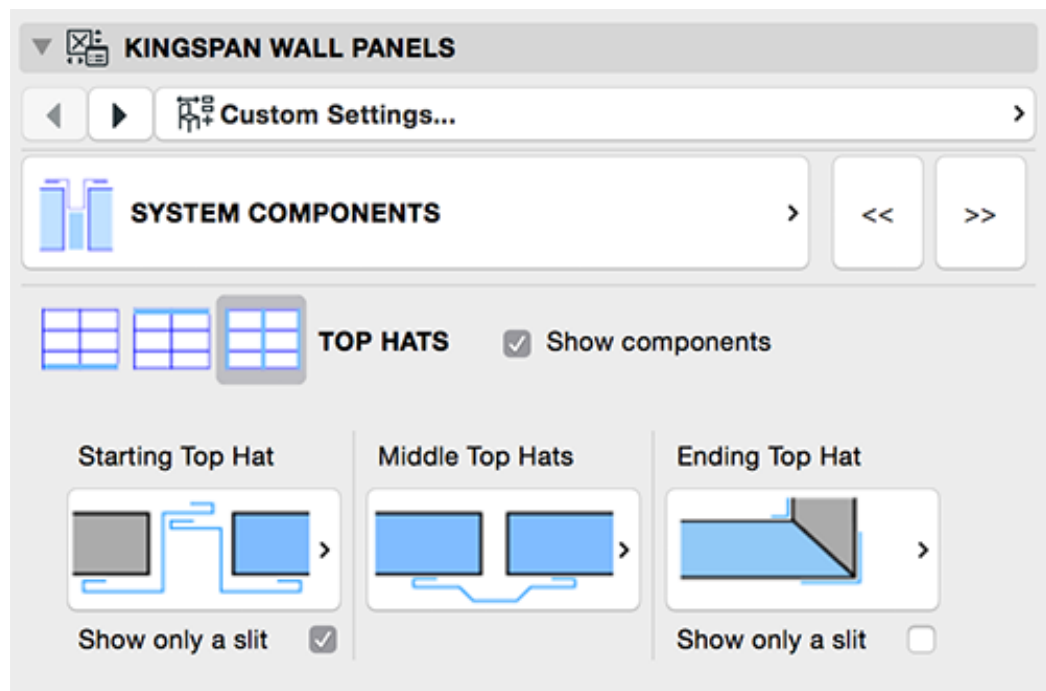 KINGSPAN WALL PANELS
Custom Settings...
SYSTEM COMPONENTS
<<
>>
TOP HATS
Show components
Starting Top Hat
Middle Top Hats
Ending Top Hat
Show only a slit
Show only a slit